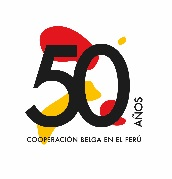 50
AÑOS
COOPERACIÓN BELGA EN EL PERÚ